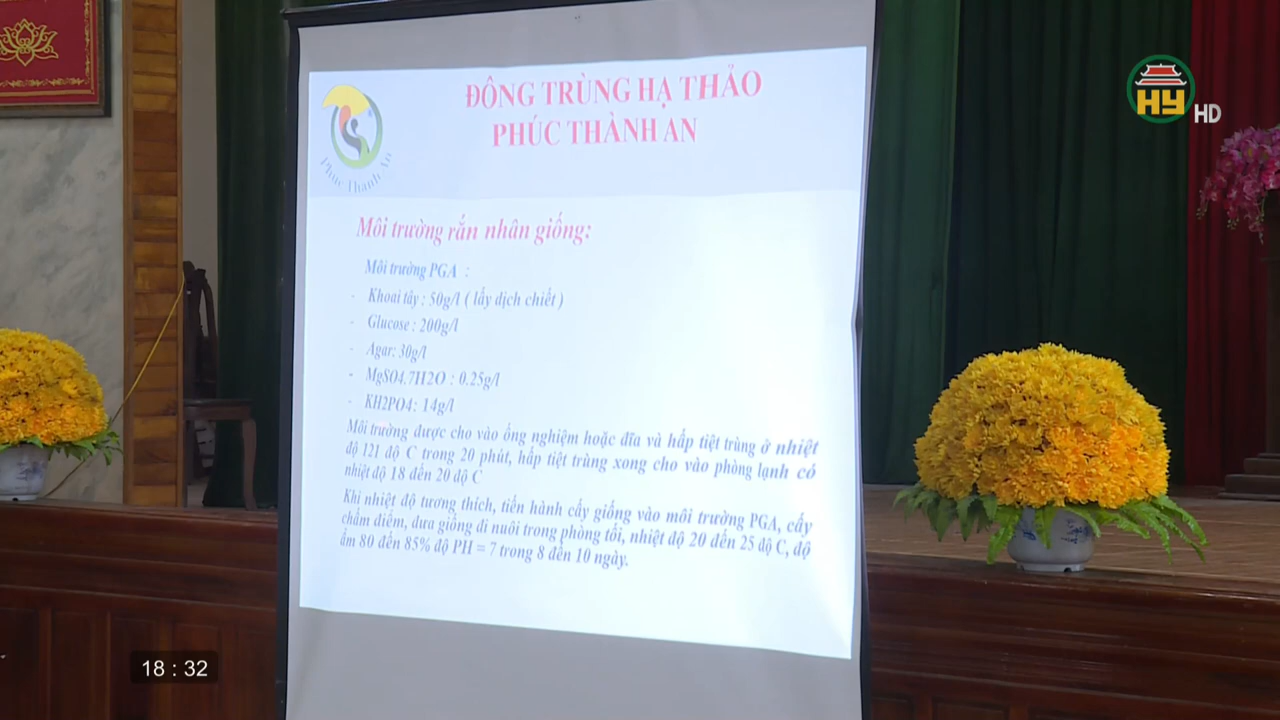 ĐÔNG TRÙNG HẠ THẢO
PHÚC THÀNH AN
Phúc Thành An
HY HD
Môi trường rắn nhân giống:
Môi trường PGA :
- Khoai tây : 50g/l ( lấy dịch chiết )
- Glucose : 200g/l
- Agar: 30g/l
- MgSO4.7H2O : 0.25g/l
- KH2PO4: 14g/l
Môi trường được cho vào ống nghiệm hoặc đĩa và hấp tiệt trùng ở nhiệt
độ 121 độ C trong 20 phút, hấp tiệt trùng xong cho vào phòng lạnh có
nhiệt độ 18 đến 20 độ C
Khi nhiệt độ tương thích, tiến hành cấy giống vào môi trường PGA, cấy
chấm điểm, đưa giống đi nuôi trong phòng tối, nhiệt độ 20 đến 25 độ C, độ
ẩm 80 đến 85% độ PH = 7 trong 8 đến 10 ngày.
18 : 32